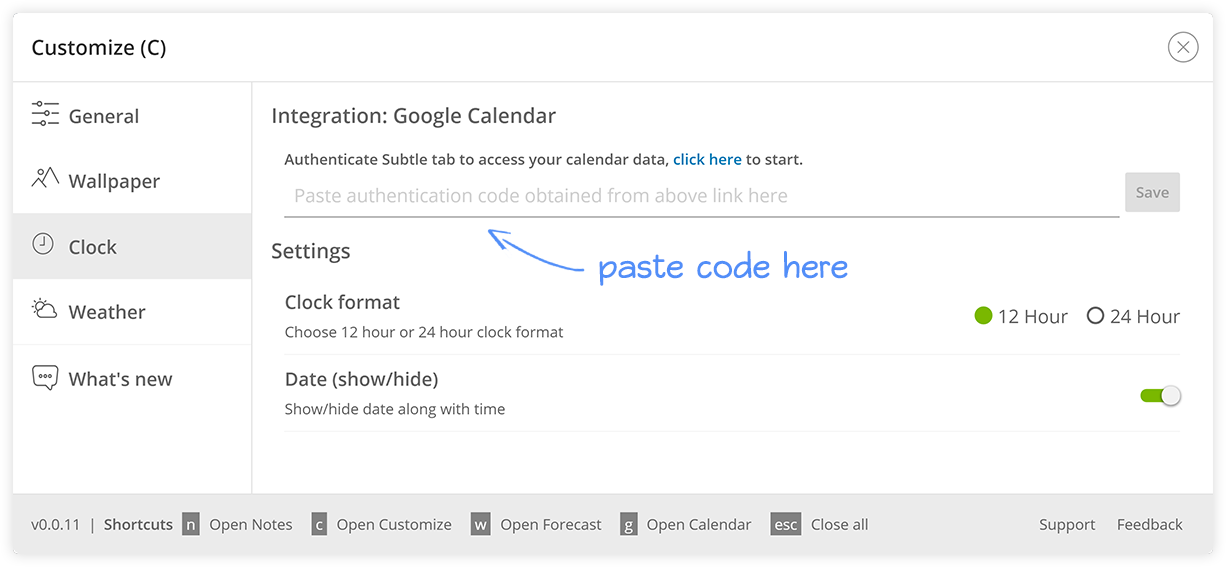 Customize (C)
General
Wallpaper
Clock
Weather
What's new
Integration: Google Calendar
Authenticate Subtle tab to access your calendar data, click here to start.
Paste authentication code obtained from above link here
Save
paste code here
Settings
Clock format
Choose 12 hour or 24 hour clock format
12 Hour
24 Hour
Date (show/hide)
Show/hide date along with time
v0.0.11 | Shortcuts n Open Notes c Open Customize w Open Forecast g Open Calendar esc Close all Support Feedback